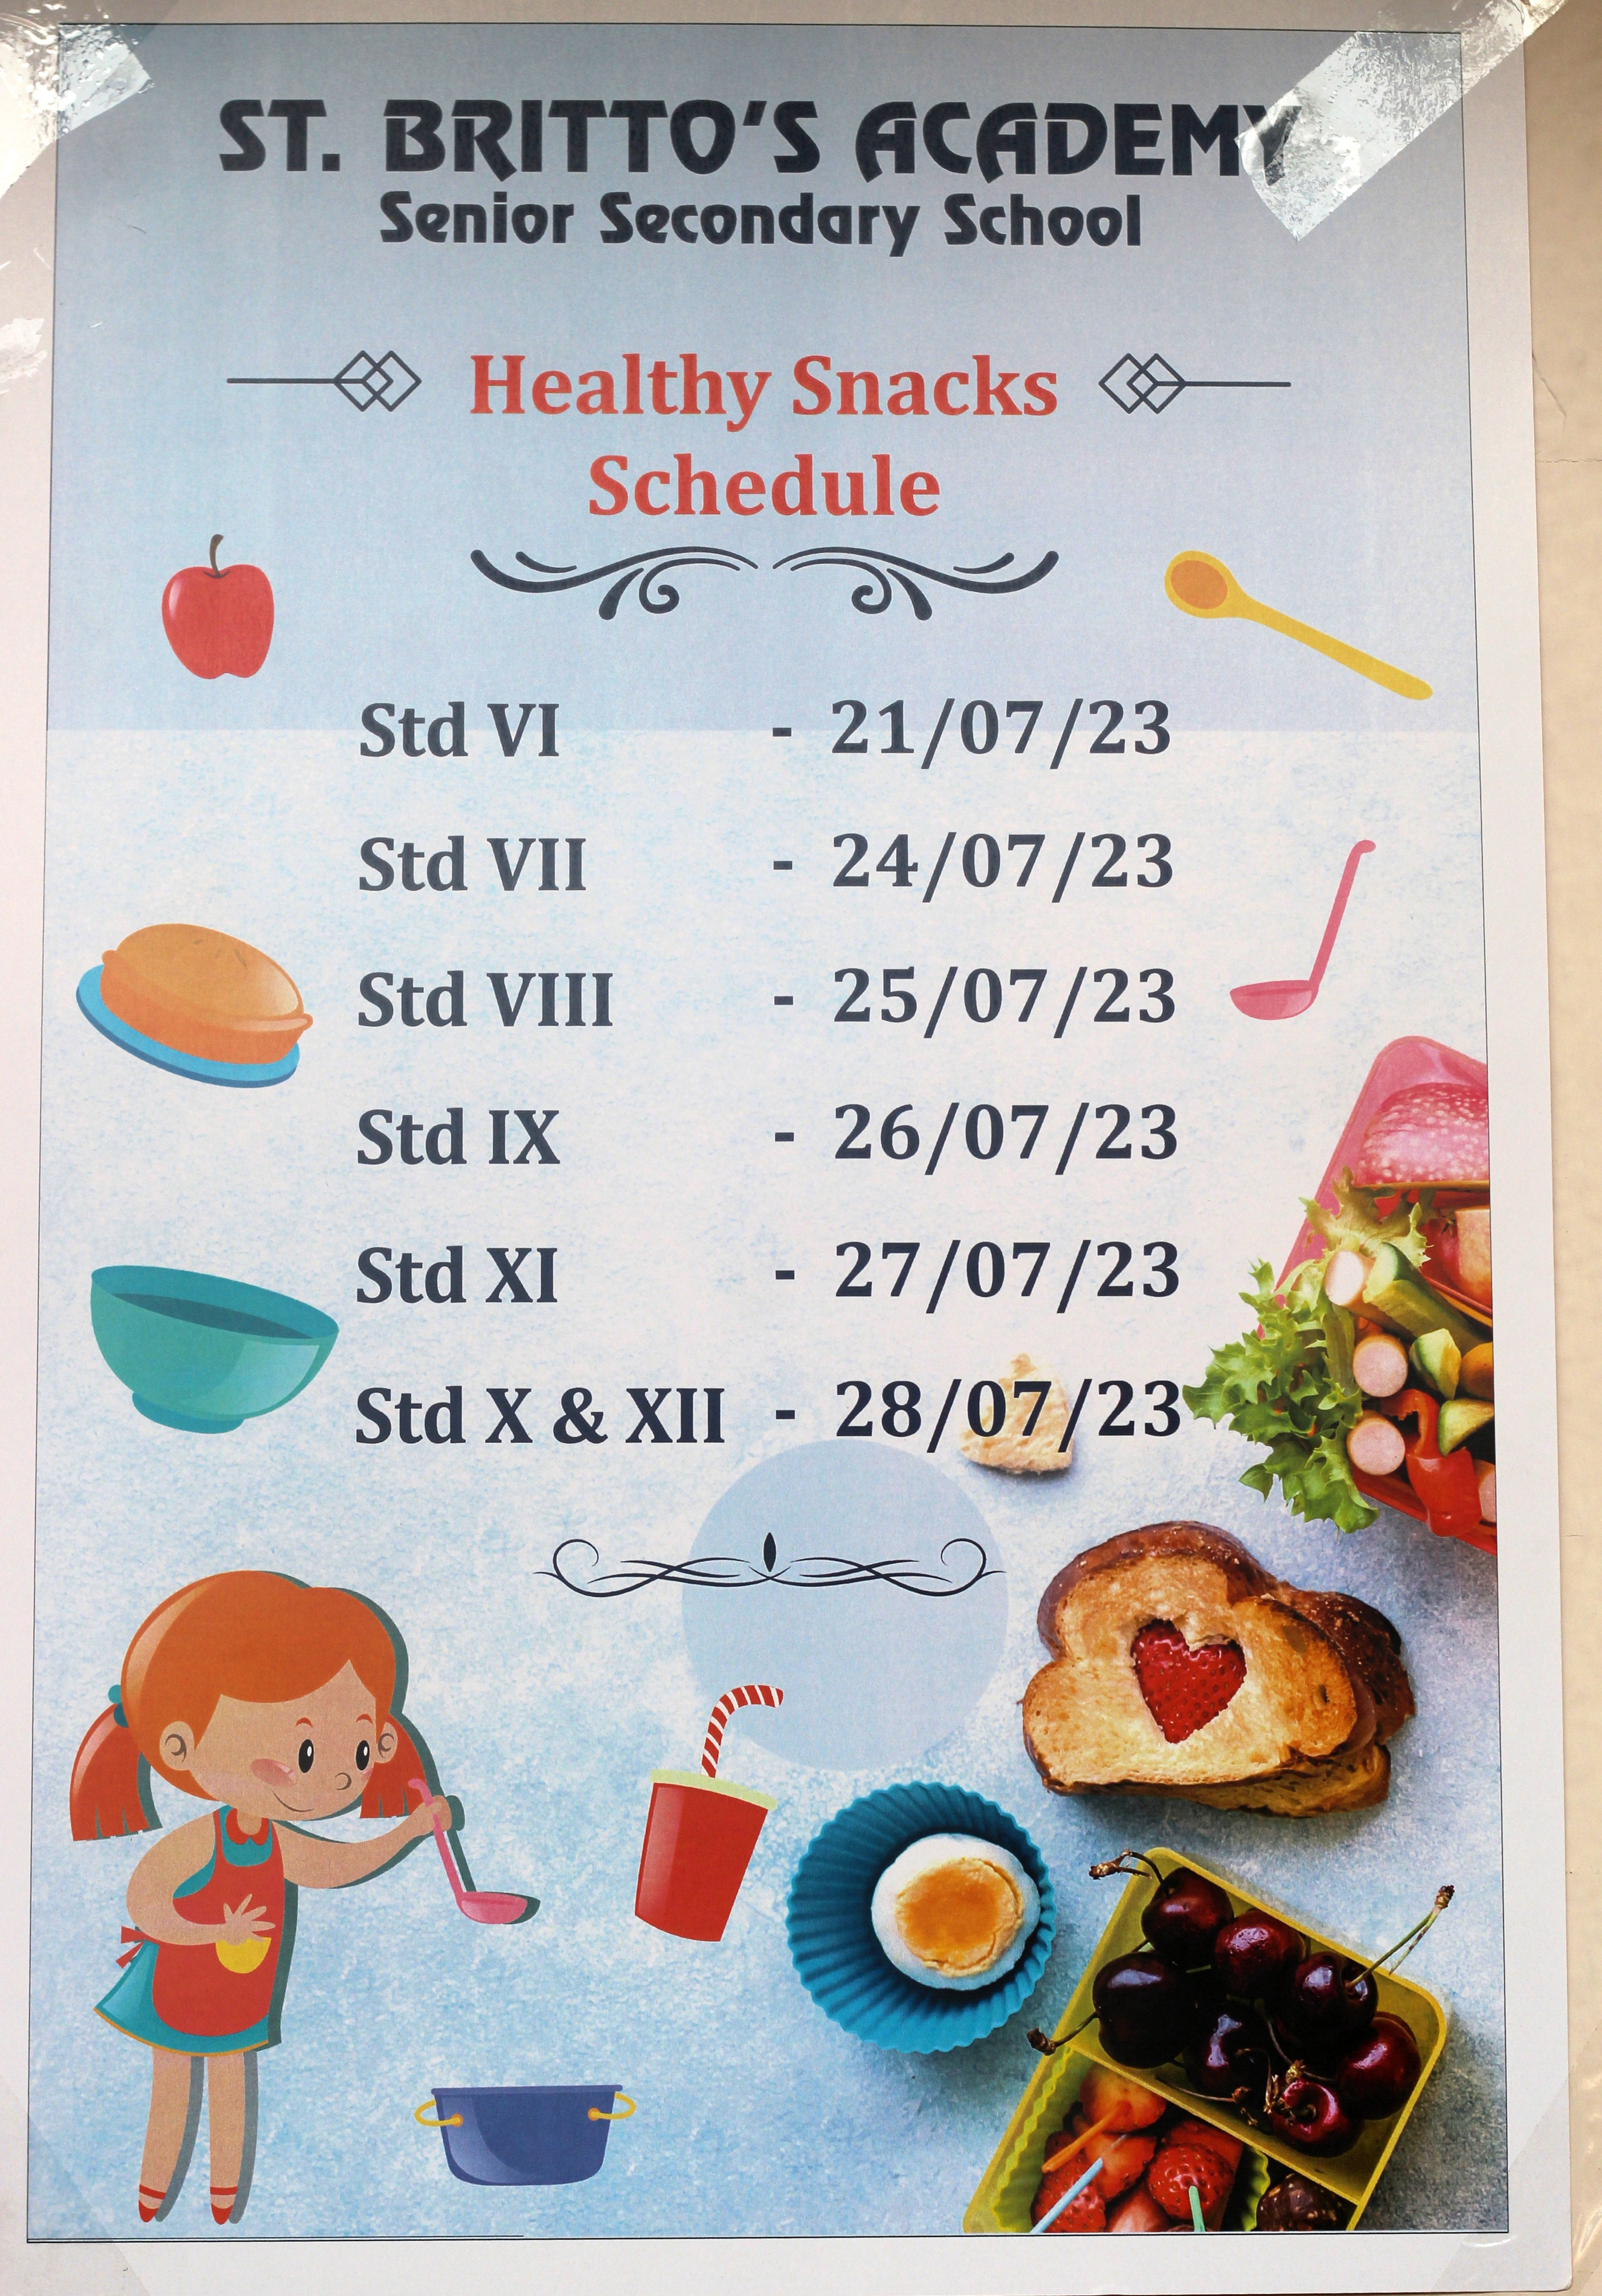 ST. BRITTO'S ACADEMY
Senior Secondary School
Healthy Snacks
Schedule
Std VI - 21/07/23
Std VII - 24/07/23
Std VIII - 25/07/23
Std IX - 26/07/23
Std XI - 27/07/23
Std X & XII - 28/07/23